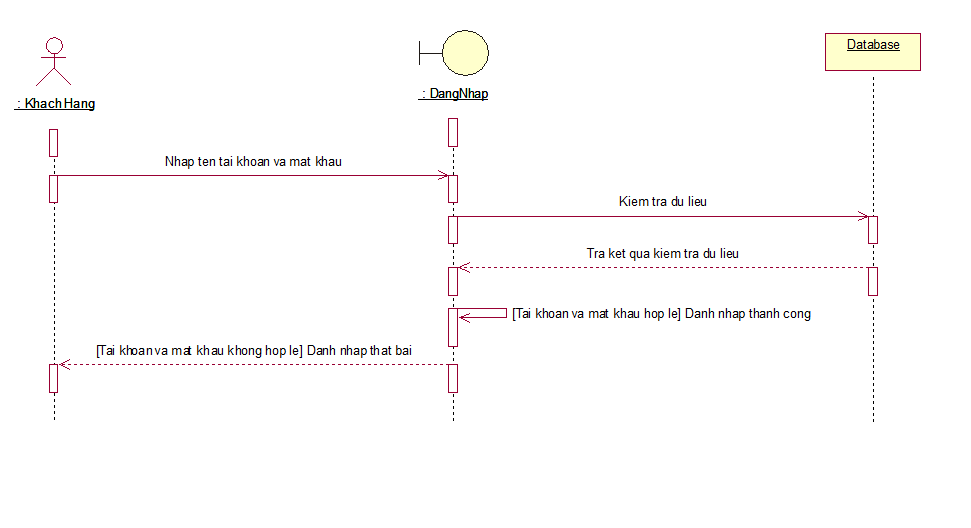 Database
: KhachHang
: DangNhap
Nhap ten tai khoan va mat khau
Kiem tra du lieu
Tra ket qua kiem tra du lieu
[Tai khoan va mat khau hop le] Danh nhap thanh cong
[Tai khoan va mat khau khong hop le] Danh nhap that bai